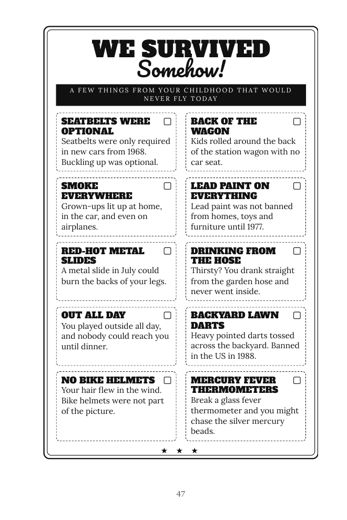 WE SURVIVED
Somehow!
A FEW THINGS FROM YOUR CHILDHOOD THAT WOULD
NEVER FLY TODAY
SEATBELTS WERE
OPTIONAL
Seatbelts were only required
in new cars from 1968.
Buckling up was optional.
BACK OF THE
WAGON
Kids rolled around the back
of the station wagon with no
car seat.
SMOKE
EVERYWHERE
Grown-ups lit up at home,
in the car, and even on
airplanes.
LEAD PAINT ON
EVERYTHING
Lead paint was not banned
from homes, toys and
furniture until 1977.
RED-HOT METAL
SLIDES
A metal slide in July could
burn the backs of your legs.
DRINKING FROM
THE HOSE
Thirsty? You drank straight
from the garden hose and
never went inside.
OUT ALL DAY
You played outside all day,
and nobody could reach you
until dinner.
BACKYARD LAWN
DARTS
Heavy pointed darts tossed
across the backyard. Banned
in the US in 1988.
NO BIKE HELMETS
Your hair flew in the wind.
Bike helmets were not part
of the picture.
MERCURY FEVER
THERMOMETERS
Break a glass fever
thermometer and you might
chase the silver mercury
beads.
47